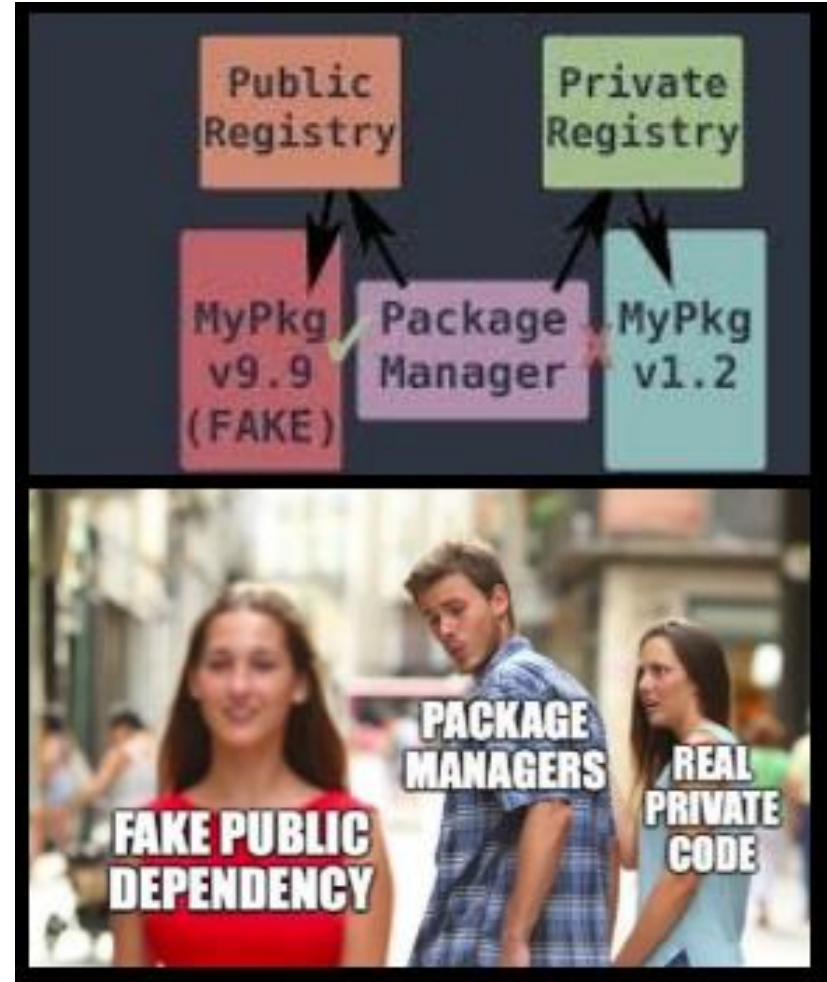 Public
Registry
Private
Registry
MyPkg
v9.9
(FAKE)
Package
Manager
MyPkg
v1.2
FAKE PUBLIC
DEPENDENCY
PACKAGE
MANAGERS
REAL
PRIVATE
CODE